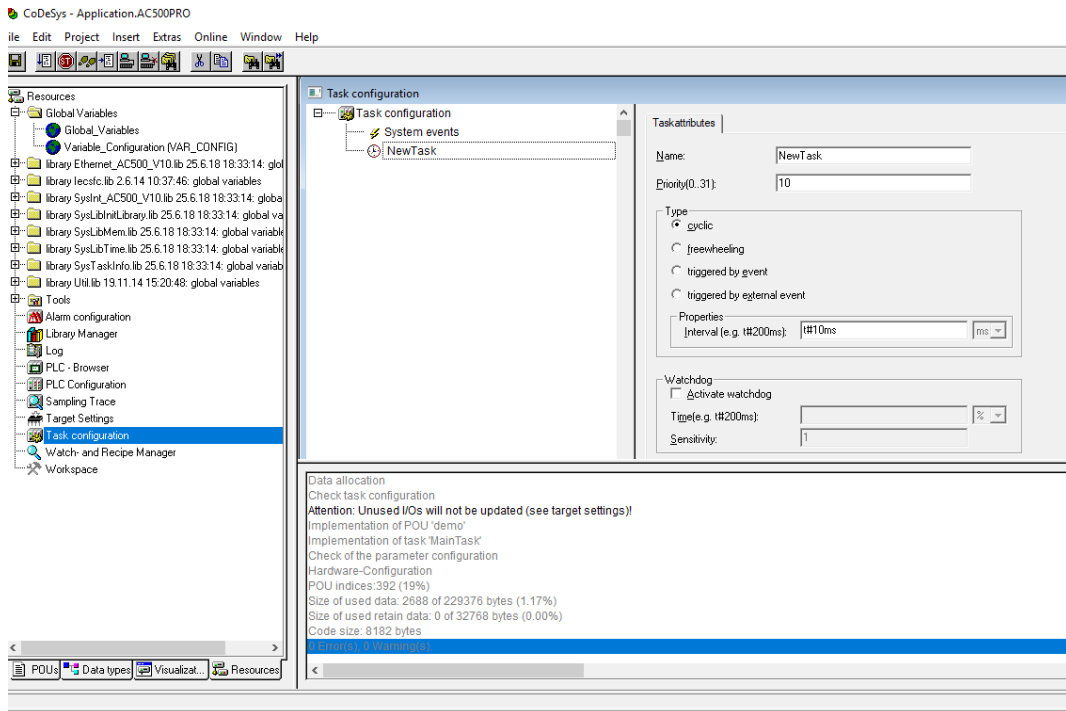 CoDeSys - Application.AC500PRO
ile Edit Project Insert Extras Online Window Help
Resources
Global Variables
Global_Variables
Variable_Configuration (VAR_CONFIG)
library Ethernet_AC500_V10.lib 25.6.18 18:33:14: glol
library Iecsfc.lib 2.6.14 10:37:46: global variables
library SysInt_AC500_V10.lib 25.6.18 18:33:14: globa
library SysLibInitLibrary.lib 25.6.18 18:33:14: global va
library SysLibMem.lib 25.6.18 18:33:14: global variable
library SysLibTime.lib 25.6.18 18:33:14: global variable
library SysTaskInfo.lib 25.6.18 18:33:14: global variab
library Util.lib 19.11.14 15:20:48: global variables
Tools
Alarm configuration
Library Manager
Log
PLC - Browser
PLC Configuration
Sampling Trace
Target Settings
Task configuration
Watch- and Recipe Manager
Workspace
POUs Data types Visualizat... Resources
Task configuration
Task configuration
System events
NewTask
Taskattributes
Name: NewTask
Priority(0..31): 10
Type
cyclic
freewheeling
triggered by event
triggered by external event
Properties
Interval (e.g. t#200ms): t#10ms ms
Watchdog
Activate watchdog
Time(e.g. t#200ms): %
Sensitivity: 1
Data allocation
Check task configuration
Attention: Unused I/Os will not be updated (see target settings)!
Implementation of POU 'demo'
Implementation of task 'MainTask'
Check of the parameter configuration
Hardware-Configuration
POU indices:392 (19%)
Size of used data: 2688 of 229376 bytes (1.17%)
Size of used retain data: 0 of 32768 bytes (0.00%)
Code size: 8182 bytes
0 Error(s), 0 Warning(s).